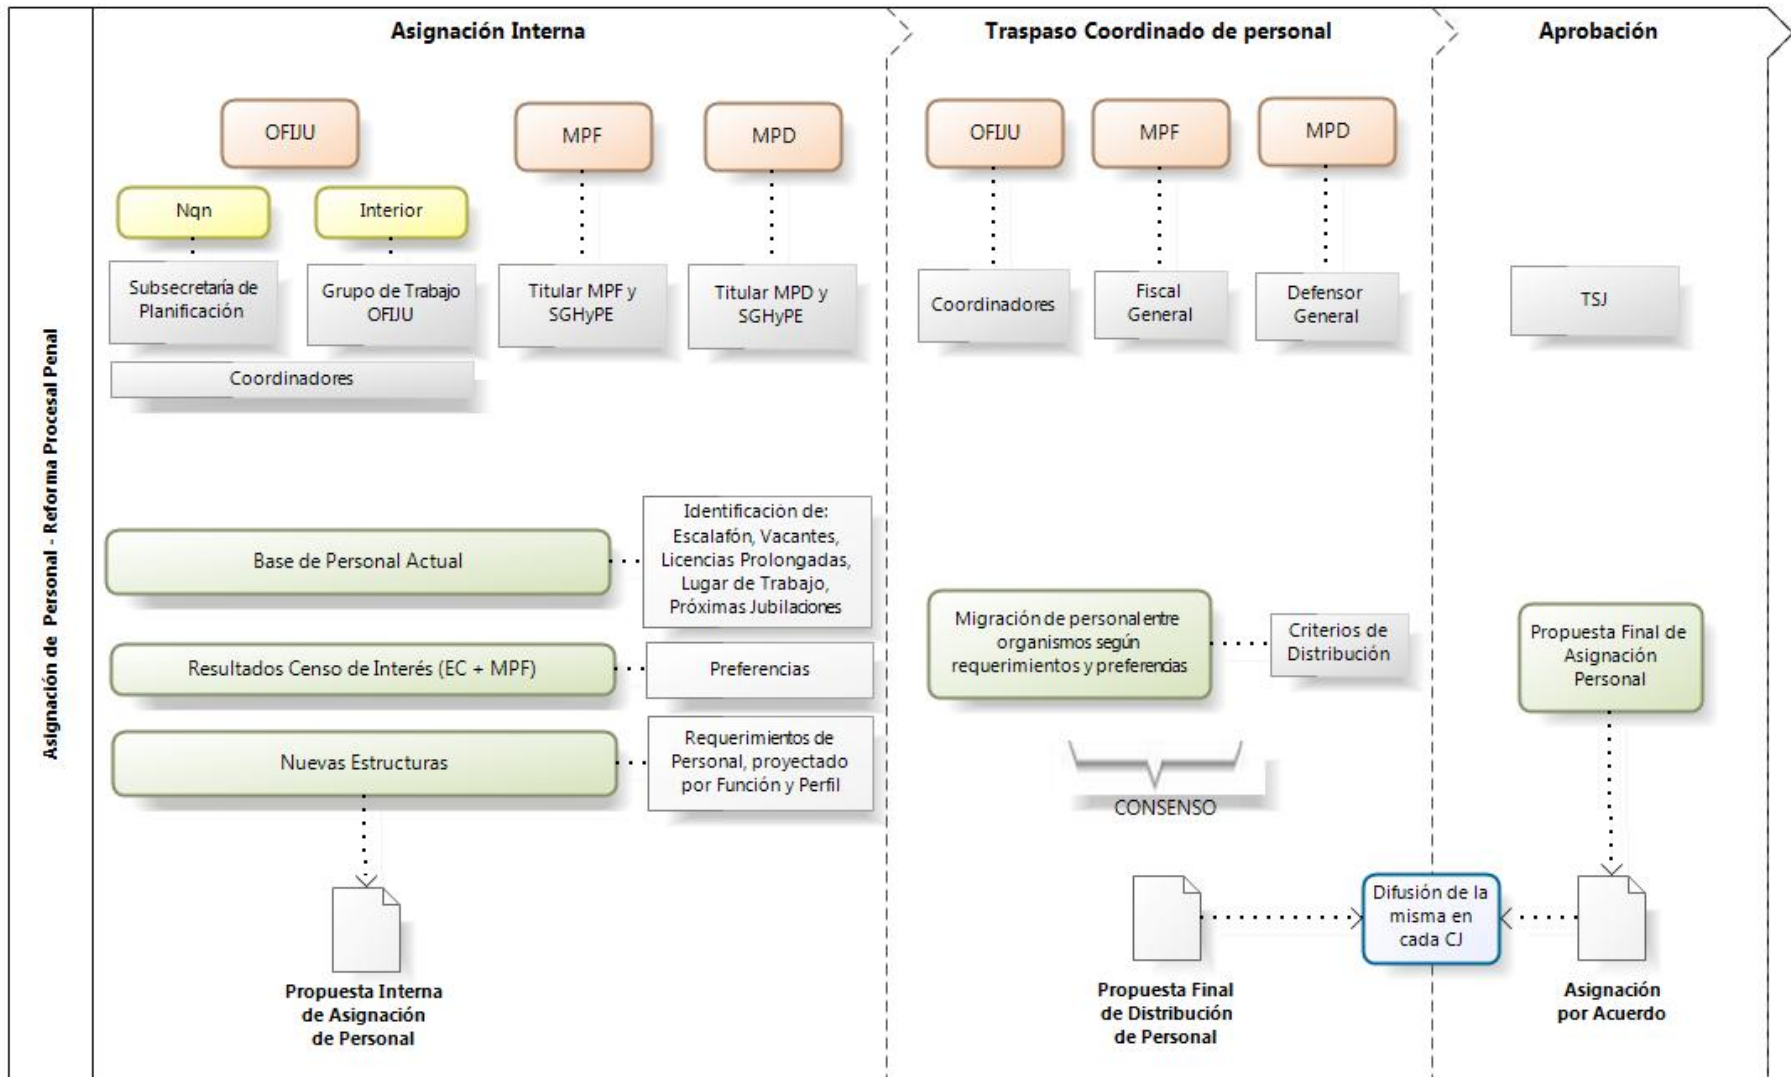 Asignación de Personal - Reforma Procesal Penal
Asignación Interna
Traspaso Coordinado de personal
Aprobación
OFIJU
MPF
MPD
Nqn
Interior
Subsecretaría de
Planificación
Grupo de Trabajo
OFIJU
Titular MPF y
SGHyPE
Titular MPD y
SGHyPE
Coordinadores
Base de Personal Actual
Identificación de:
Escalafón, Vacantes,
Licencias Prolongadas,
Lugar de Trabajo,
Próximas Jubilaciones
Resultados Censo de Interés (EC + MPF)
Preferencias
Nuevas Estructuras
Requerimientos de
Personal, proyectado
por Función y Perfil
Propuesta Interna
de Asignación
de Personal
OFIJU
MPF
MPD
Coordinadores
Fiscal
General
Defensor
General
Migración de personal entre
organismos según
requerimientos y preferencias
Criterios de
Distribución
CONSENSO
Propuesta Final
de Distribución
de Personal
Difusión de la
misma en
cada CJ
TSJ
Propuesta Final de
Asignación
Personal
Asignación
por Acuerdo